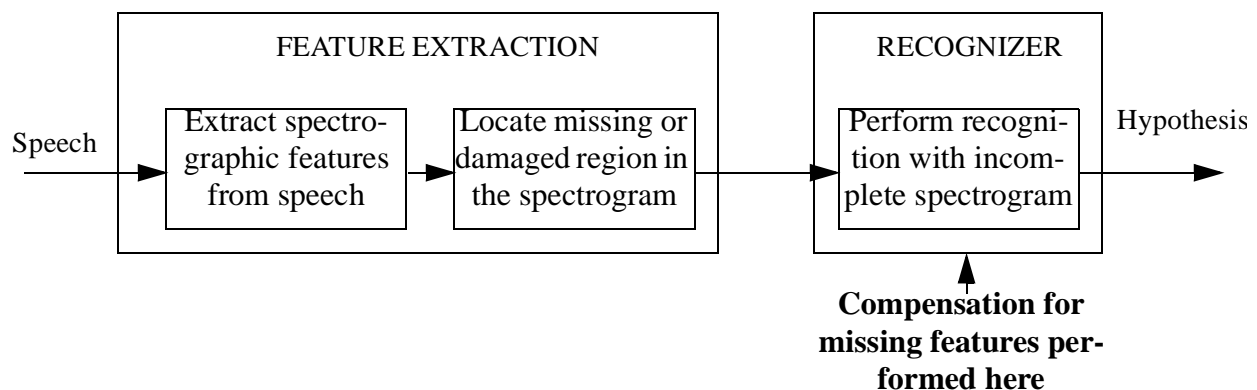 FEATURE EXTRACTION
RECOGNIZER
Speech
Extract spectro-
graphic features
from speech
Locate missing or
damaged region in
the spectrogram
Perform recogni-
tion with incom-
plete spectrogram
Hypothesis
Compensation for
missing features per-
formed here